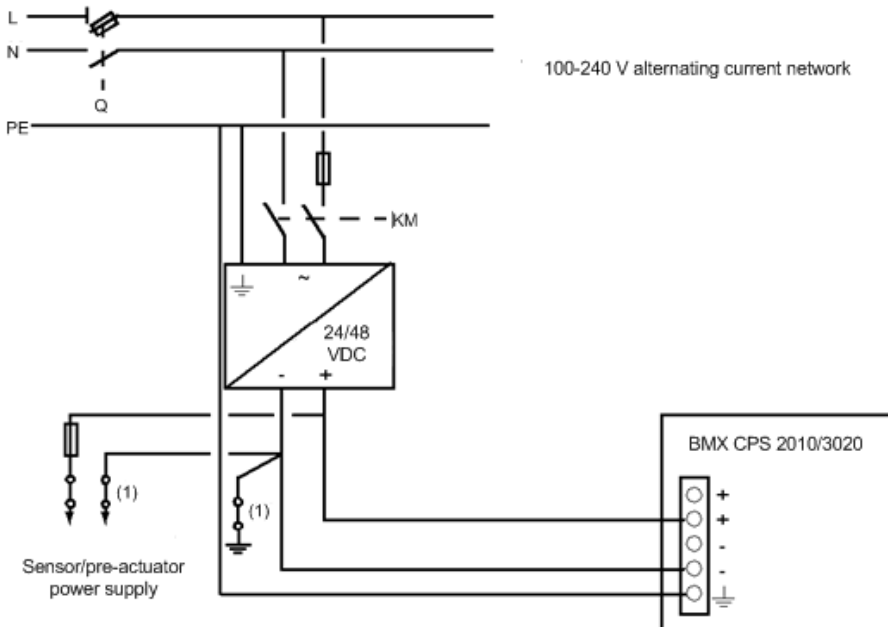 L
N
100-240 V alternating current network
Q
PE
KM
~
24/48
VDC
- +
BMX CPS 2010/3020
+
(1)
(1)
+
-
Sensor/pre-actuator
power supply
-